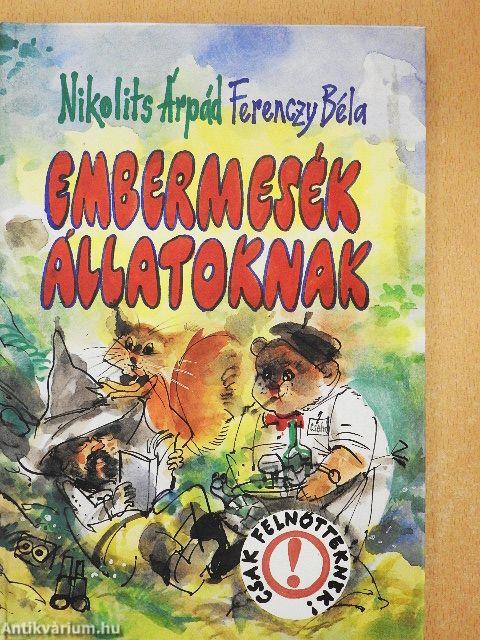 Nikolits Árpád Ferenczy Béla
EMBERMESÉK
ÁLLATOKNAK
CSAK FELNŐTTEKNEK!
!
Antikvárium.hu